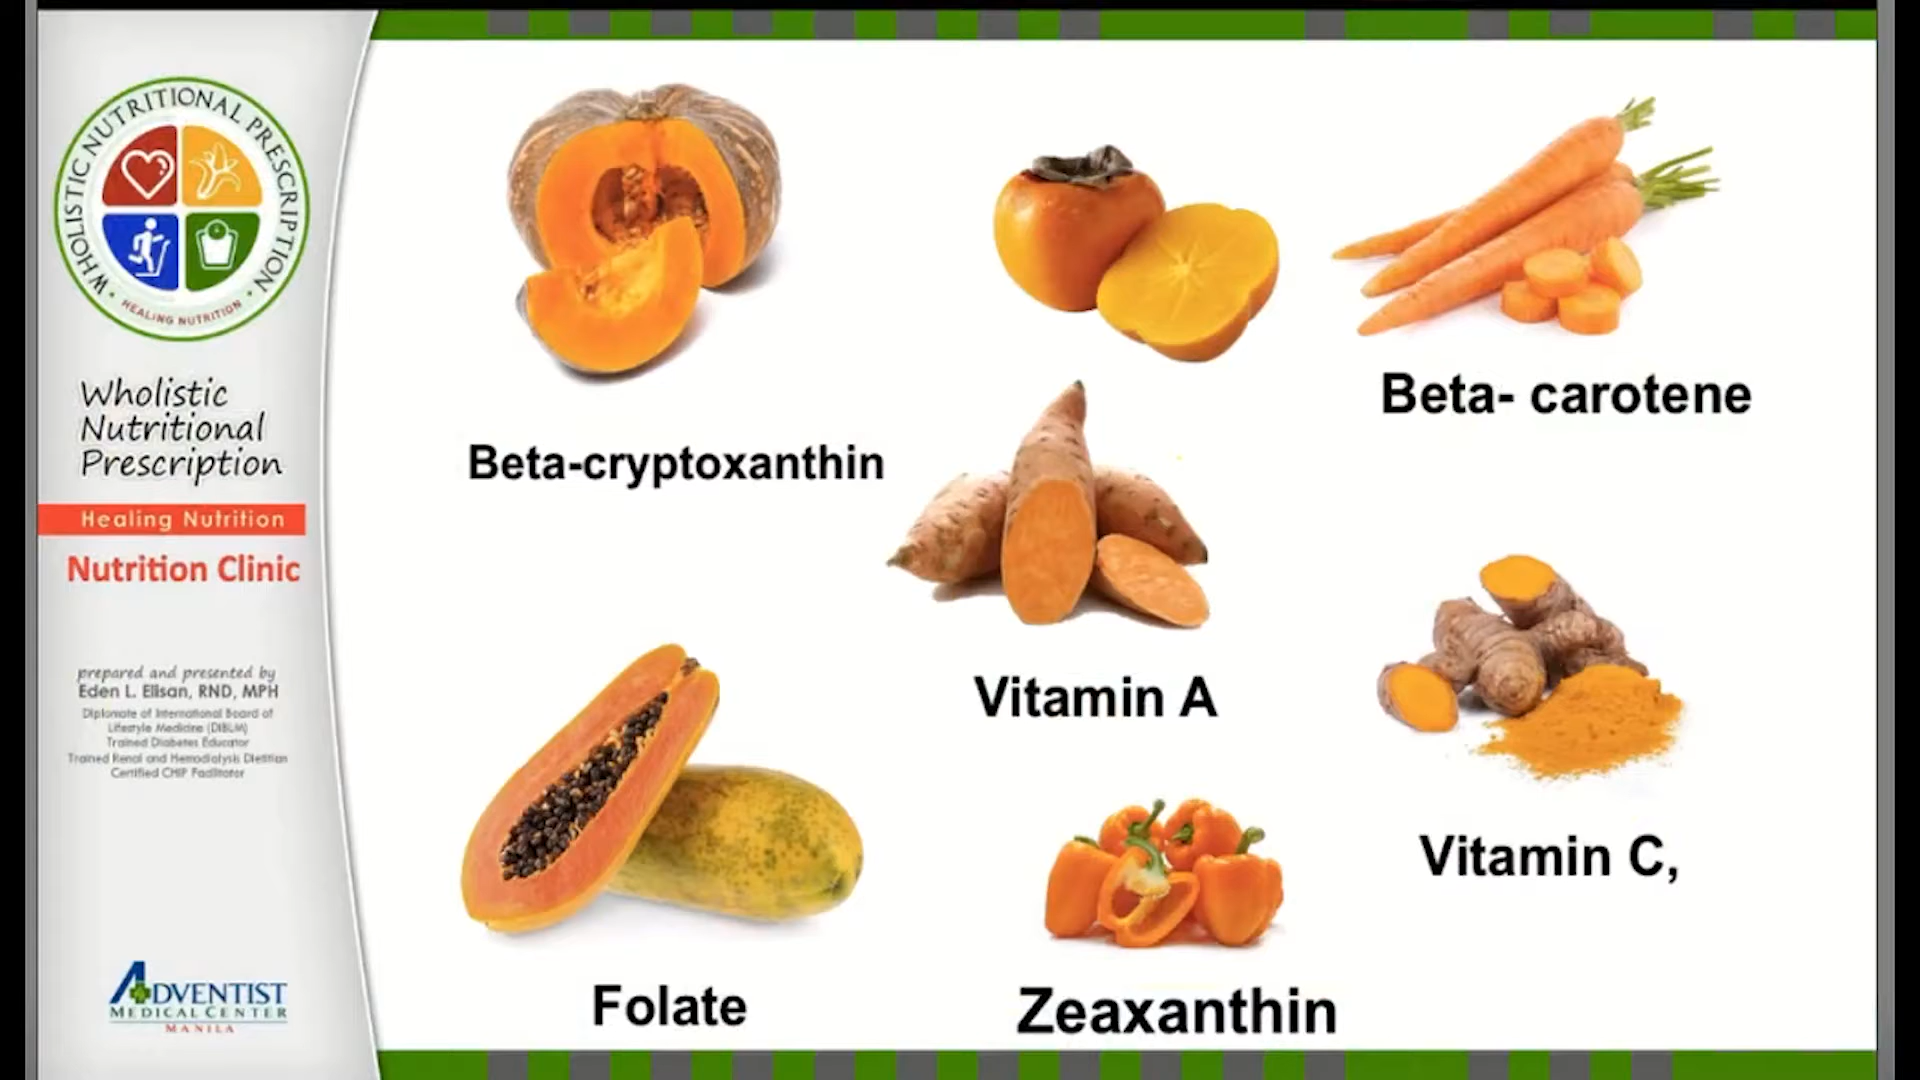 WHOLISTIC NUTRITIONAL PRESCRIPTION
HEALING NUTRITION
Wholistic
Nutritional
Prescription
Healing Nutrition
Nutrition Clinic
prepared and presented by
Eden L. Elisan, RND, MPH
Diplomate of International Board of
Lifestyle Medicine (DIBLM)
Trained Diabetes Educator
Trained Renal and Hemodialysis Dietitian
Certified CHIP Facilitator
ADVENTIST
MEDICAL CENTER
MANILA
Beta-cryptoxanthin
Beta- carotene
Vitamin A
Vitamin C,
Folate
Zeaxanthin